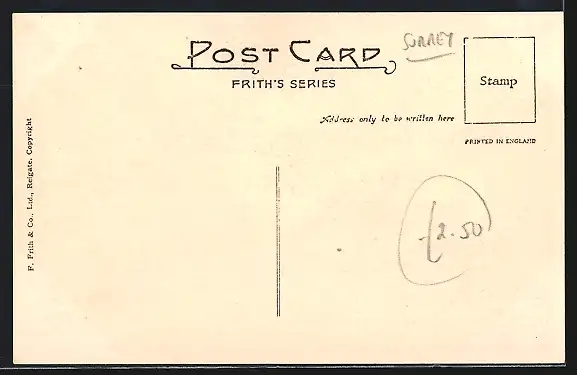 POST CARD
SURREY
FRITH'S SERIES
Stamp
Address only to be written here
PRINTED IN ENGLAND
F. Frith & Co., Ltd., Reigate. Copyright
£2.50